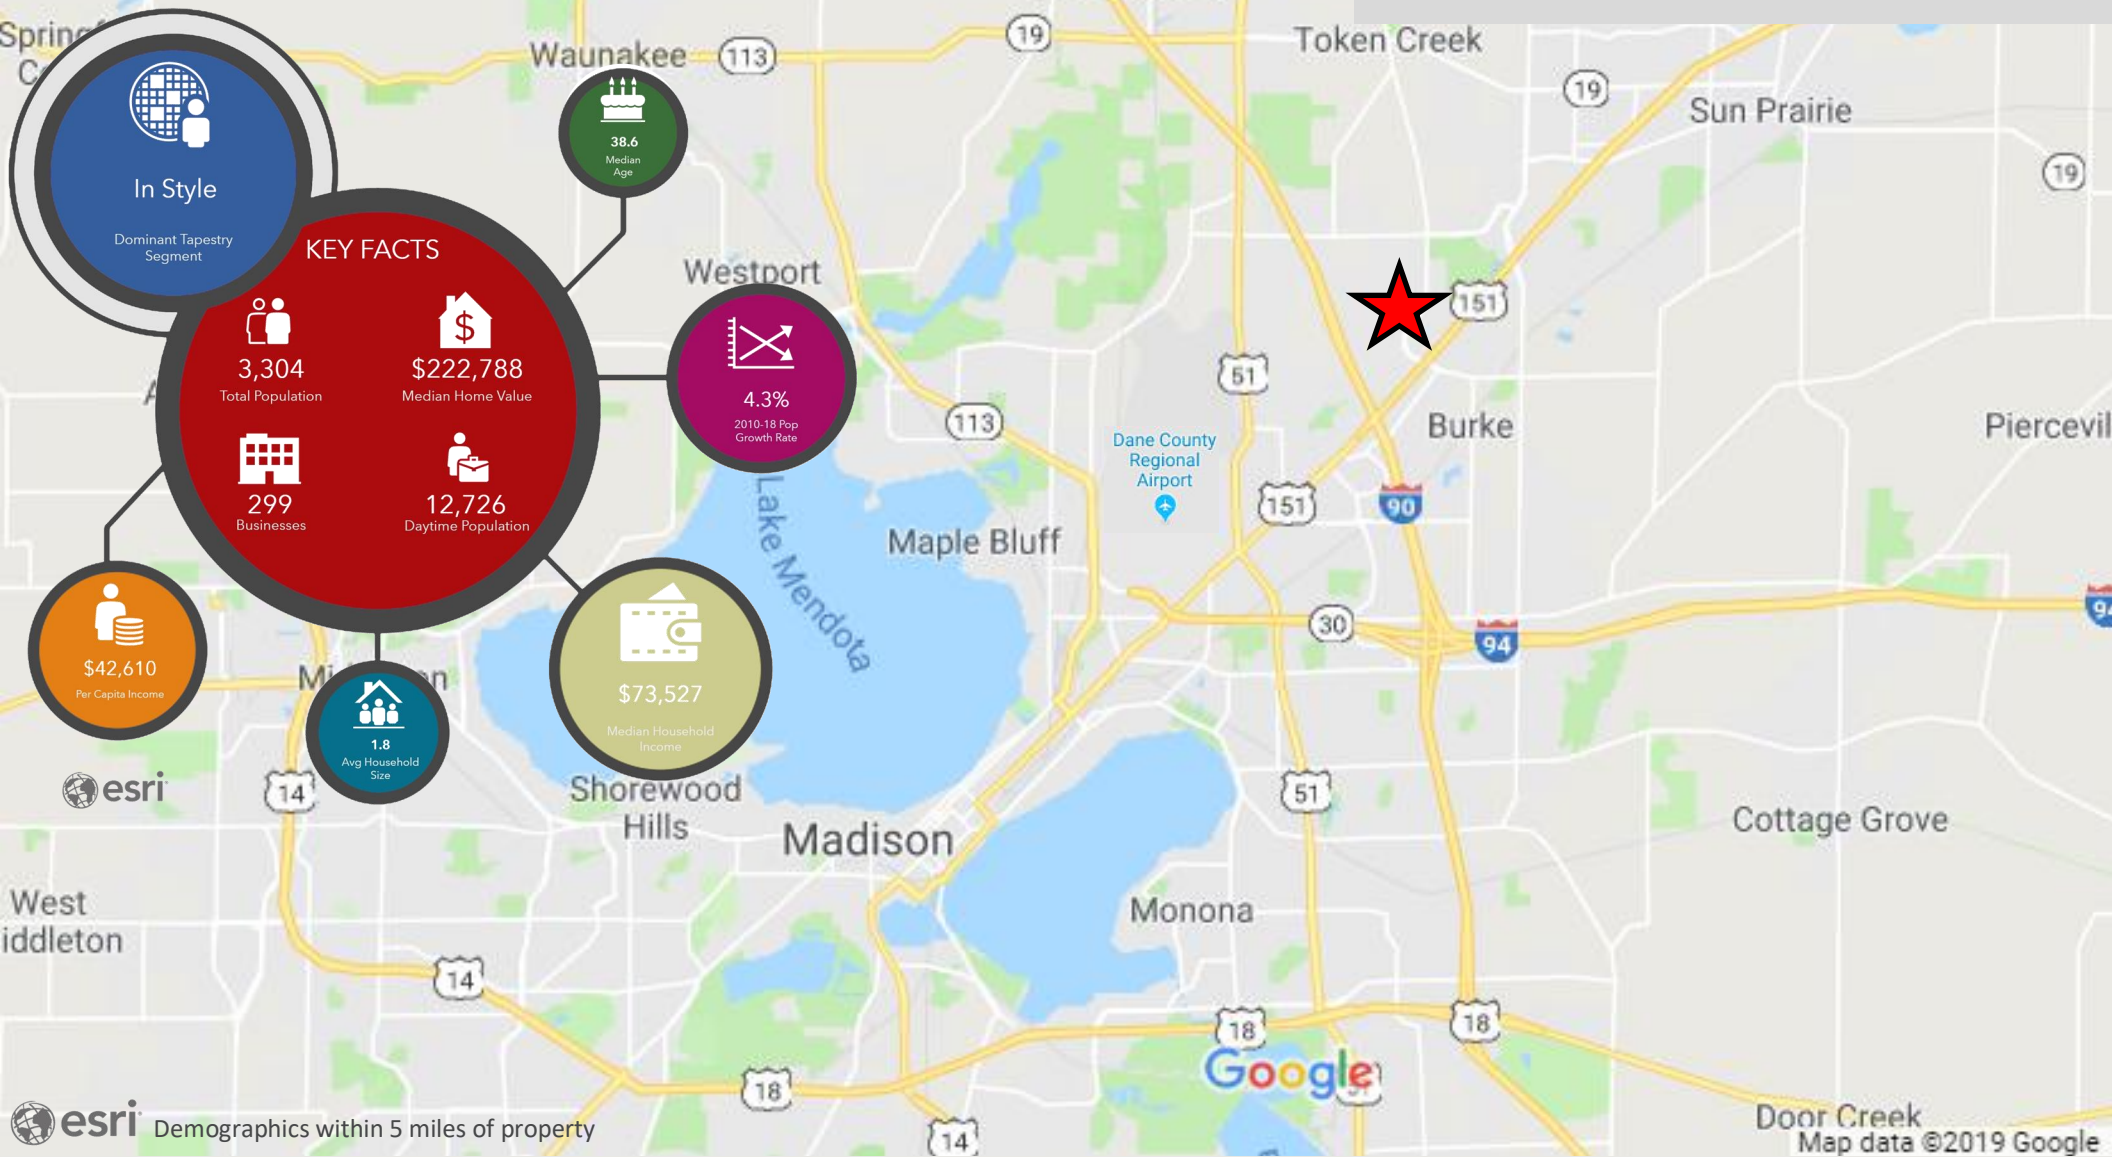 In Style
Dominant Tapestry
Segment
KEY FACTS
3,304
Total Population
$222,788
Median Home Value
299
Businesses
12,726
Daytime Population
38.6
Median
Age
4.3%
2010-18 Pop
Growth Rate
$42,610
Per Capita Income
1.8
Avg Household
Size
$73,527
Median Household
Income
esri
esri
Demographics within 5 miles of property
Waunakee
113
19
Token Creek
19
Sun Prairie
19
Westport
151
51
113
Dane County
Regional
Airport
Burke
Piercevil
151
90
Maple Bluff
Lake Mendota
30
94
94
14
Shorewood
Hills
Madison
51
Cottage Grove
West
iddleton
Monona
14
18
18
18
14
Google
Door Creek
Map data ©2019 Google